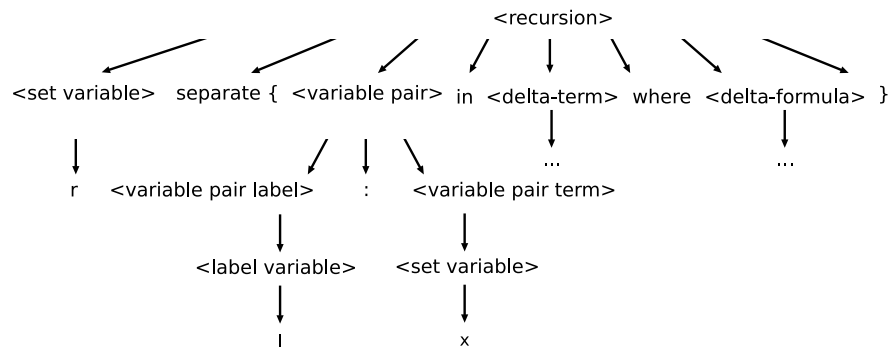 <recursion>
<set variable> separate { <variable pair> in <delta-term> where <delta-formula> }
... ...
r <variable pair label> : <variable pair term>
<label variable> <set variable>
l x